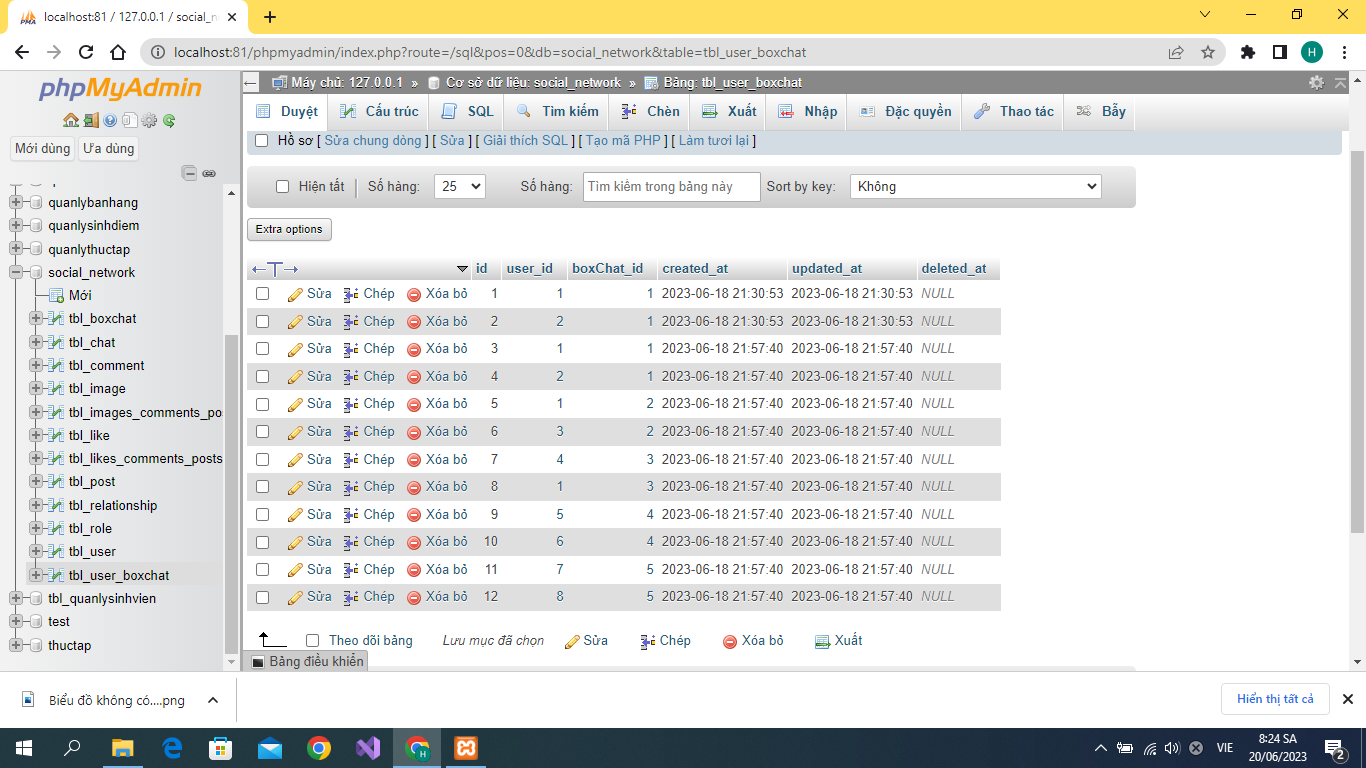 localhost:81 / 127.0.0.1 / social_n
localhost:81/phpmyadmin/index.php?route=/sql&pos=0&db=social_network&table=tbl_user_boxchat
H
phpMyAdmin
Mới dùng Ưa dùng
quanlybanhang
quanlysinhdiem
quanlythuctap
social_network
Mới
tbl_boxchat
tbl_chat
tbl_comment
tbl_image
tbl_images_comments_po
tbl_like
tbl_likes_comments_posts
tbl_post
tbl_relationship
tbl_role
tbl_user
tbl_user_boxchat
tbl_quanlysinhvien
test
thuctap
Máy chủ: 127.0.0.1 » Cơ sở dữ liệu: social_network » Bảng: tbl_user_boxchat
Duyệt Cấu trúc SQL Tìm kiếm Chèn Xuất Nhập Đặc quyền Thao tác Bẫy
Hồ sơ [ Sửa chung dòng ] [ Sửa ] [ Giải thích SQL ] [ Tạo mã PHP ] [ Làm tươi lại ]
Hiện tất Số hàng: 25 Số hàng: Tìm kiếm trong bảng này Sort by key: Không
Extra options
id user_id boxChat_id created_at updated_at deleted_at
Sửa Chép Xóa bỏ 1 1 1 2023-06-18 21:30:53 2023-06-18 21:30:53 NULL
Sửa Chép Xóa bỏ 2 2 1 2023-06-18 21:30:53 2023-06-18 21:30:53 NULL
Sửa Chép Xóa bỏ 3 1 1 2023-06-18 21:57:40 2023-06-18 21:57:40 NULL
Sửa Chép Xóa bỏ 4 2 1 2023-06-18 21:57:40 2023-06-18 21:57:40 NULL
Sửa Chép Xóa bỏ 5 1 2 2023-06-18 21:57:40 2023-06-18 21:57:40 NULL
Sửa Chép Xóa bỏ 6 3 2 2023-06-18 21:57:40 2023-06-18 21:57:40 NULL
Sửa Chép Xóa bỏ 7 4 3 2023-06-18 21:57:40 2023-06-18 21:57:40 NULL
Sửa Chép Xóa bỏ 8 1 3 2023-06-18 21:57:40 2023-06-18 21:57:40 NULL
Sửa Chép Xóa bỏ 9 5 4 2023-06-18 21:57:40 2023-06-18 21:57:40 NULL
Sửa Chép Xóa bỏ 10 6 4 2023-06-18 21:57:40 2023-06-18 21:57:40 NULL
Sửa Chép Xóa bỏ 11 7 5 2023-06-18 21:57:40 2023-06-18 21:57:40 NULL
Sửa Chép Xóa bỏ 12 8 5 2023-06-18 21:57:40 2023-06-18 21:57:40 NULL
Theo dõi bảng Lưu mục đã chọn Sửa Chép Xóa bỏ Xuất
Bảng điều khiển
Biểu đồ không có....png
Hiển thị tất cả
VIE
8:24 SA
20/06/2023
2